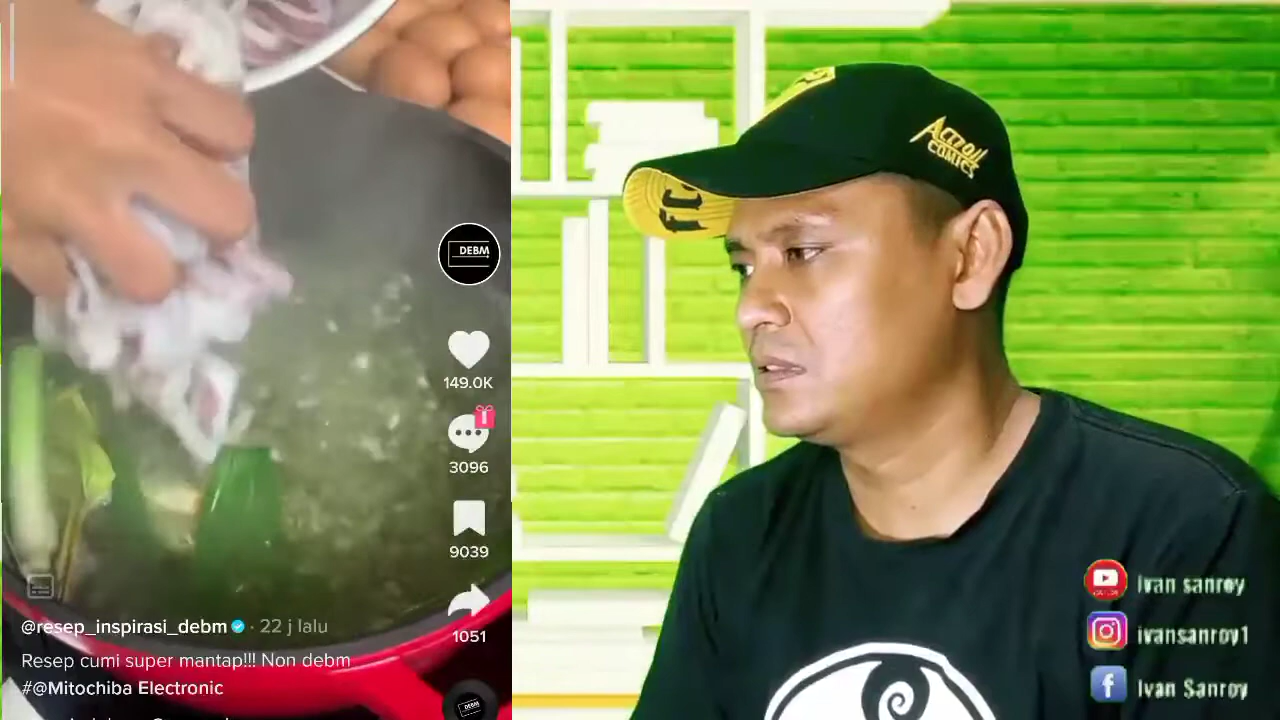 DEBM
149.0K
3096
9039
1051
@resep_inspirasi_debm · 22 j lalu
Resep cumi super mantap!!! Non debm
#@Mitochiba Electronic
DEBM
COMICS
Ivan sanroy
ivansanroy1
Ivan Sanroy